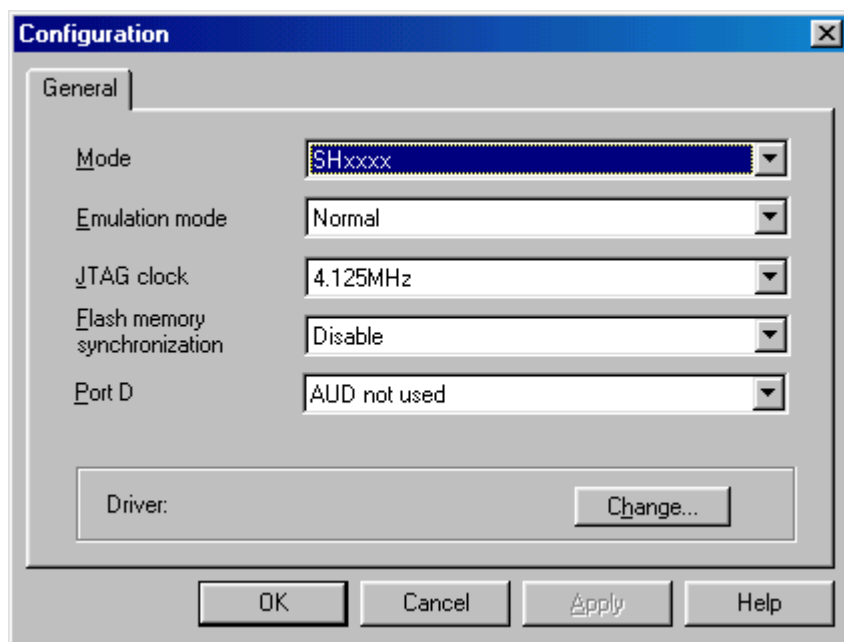 Configuration
General
Mode
SHxxxx
Emulation mode
Normal
JTAG clock
4.125MHz
Flash memory
synchronization
Disable
Port D
AUD not used
Driver:
Change...
OK
Cancel
Apply
Help